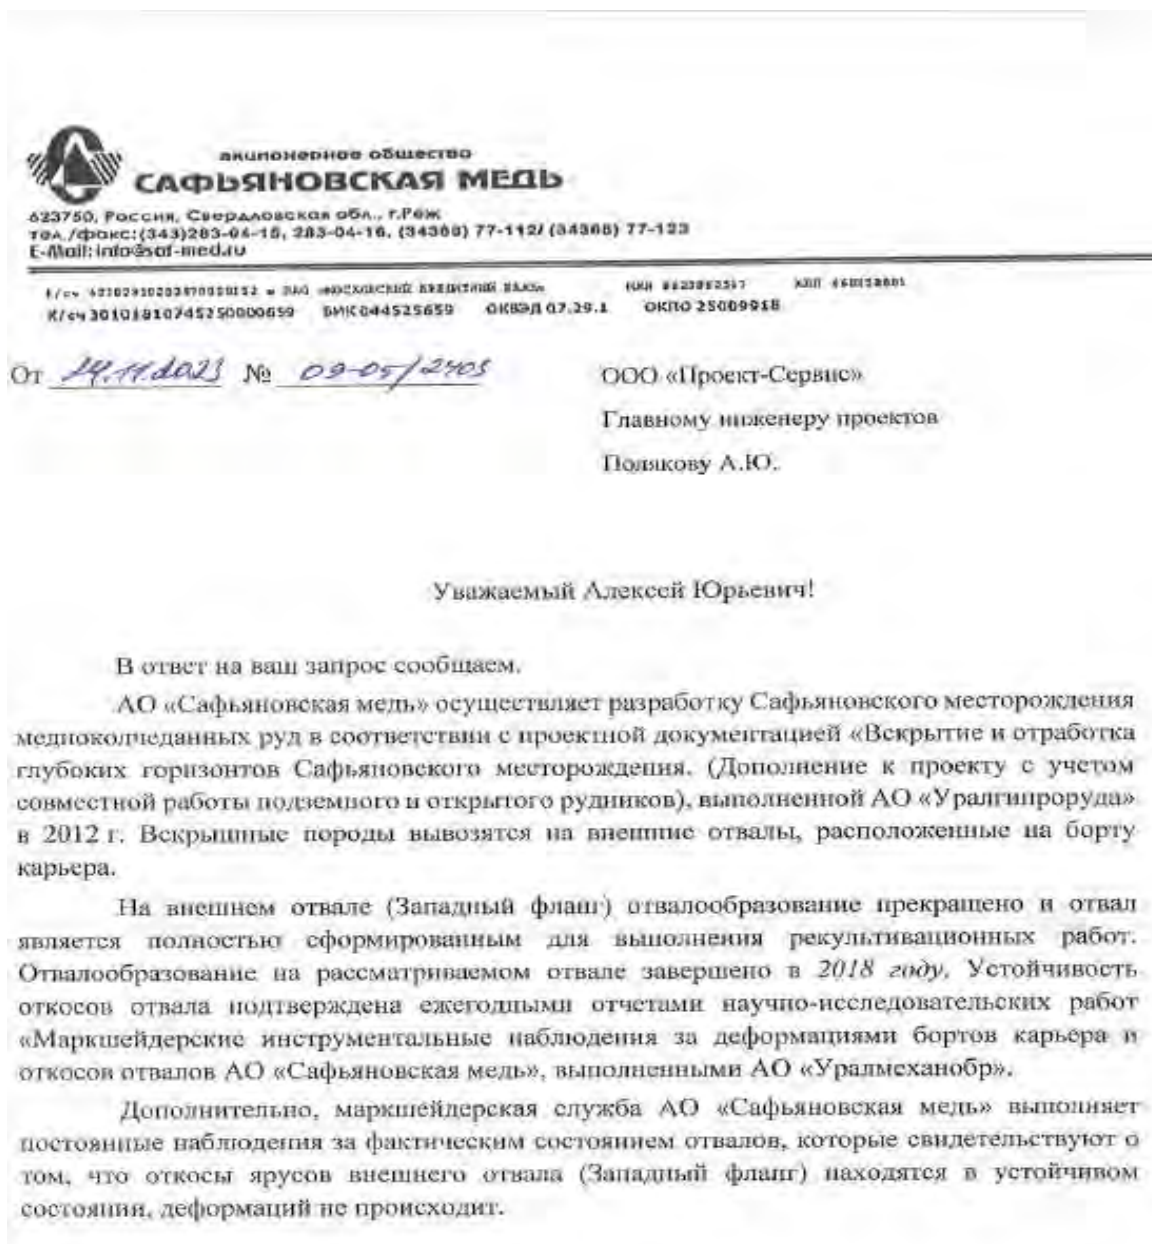 акционерное общество
САФЬЯНОВСКАЯ МЕДЬ
623750, Россия, Свердловская обл., г.Реж
тел./факс:(343)283-04-15, 283-04-16, (34368) 77-112/ (34368) 77-123
E-Mail: info@saf-med.ru
К/сч 30101810745250000659 БИК 044525659 ОКВЭД 07.29.1 ОКПО 25009918
От 24.11.2023 № 09-05/2403
ООО «Проект-Сервис»
Главному инженеру проектов
Полякову А.Ю.
Уважаемый Алексей Юрьевич!
В ответ на ваш запрос сообщаем.
АО «Сафьяновская медь» осуществляет разработку Сафьяновского месторождения
медноколчеданных руд в соответствии с проектной документацией «Вскрытие и отработка
глубоких горизонтов Сафьяновского месторождения. (Дополнение к проекту с учетом
совместной работы подземного и открытого рудников), выполненной АО «Уралгипроруда»
в 2012 г. Вскрышные породы вывозятся на внешние отвалы, расположенные на борту
карьера.
На внешнем отвале (Западный фланг) отвалообразование прекращено и отвал
является полностью сформированным для выполнения рекультивационных работ.
Отвалообразование на рассматриваемом отвале завершено в 2018 году. Устойчивость
откосов отвала подтверждена ежегодными отчетами научно-исследовательских работ
«Маркшейдерские инструментальные наблюдения за деформациями бортов карьера и
откосов отвалов АО «Сафьяновская медь», выполненными АО «Уралмеханобр».
Дополнительно, маркшейдерская служба АО «Сафьяновская медь» выполняет
постоянные наблюдения за фактическим состоянием отвалов, которые свидетельствуют о
том, что откосы ярусов внешнего отвала (Западный фланг) находятся в устойчивом
состоянии, деформаций не происходит.